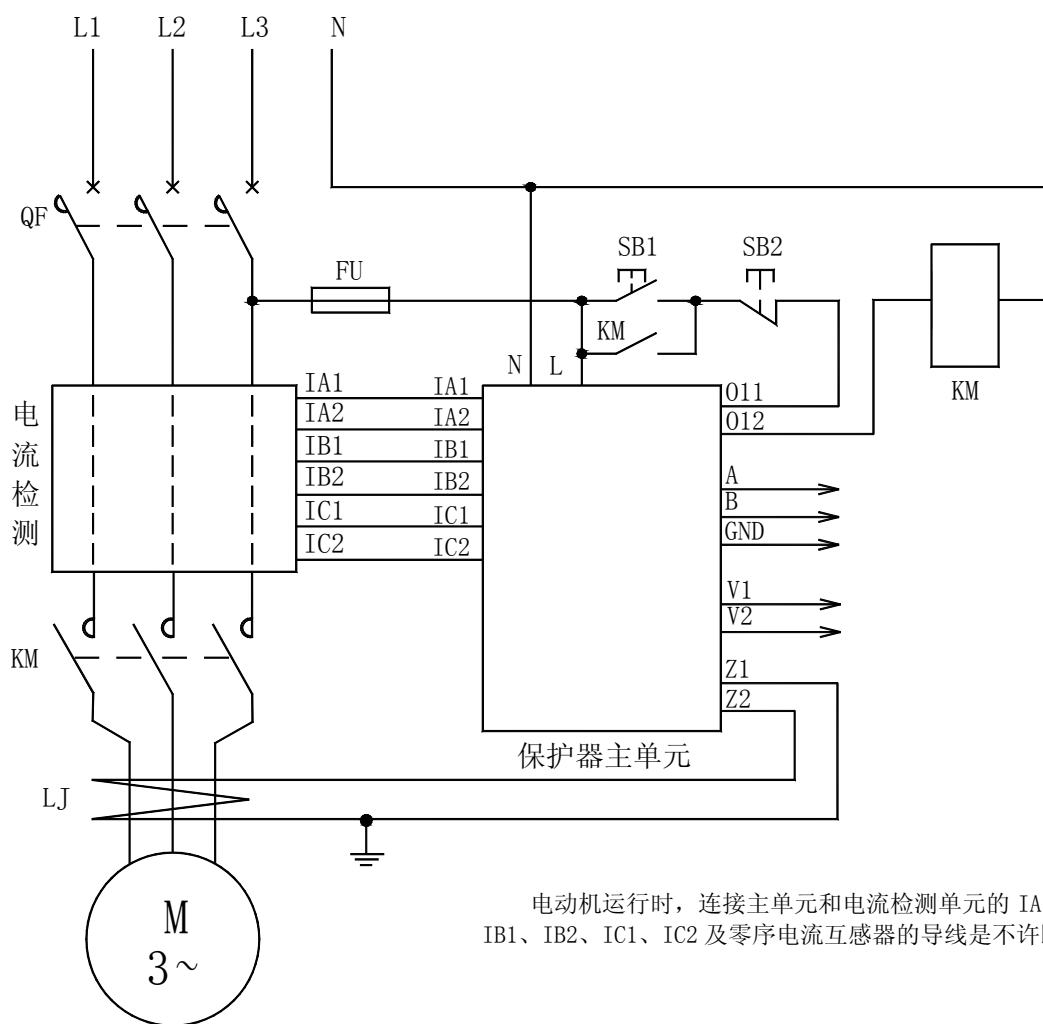 L1 L2 L3 N
QF
SB1 SB2
FU
KM
N L
KM
电流检测
IA1 IA1
IA2 IA2
IB1 IB1
IB2 IB2
IC1 IC1
IC2 IC2
O11
O12
A
B
GND
V1
V2
KM
Z1
Z2
保护器主单元
LJ
M
3~
电动机运行时，连接主单元和电流检测单元的 IA
IB1、IB2、IC1、IC2 及零序电流互感器的导线是不许